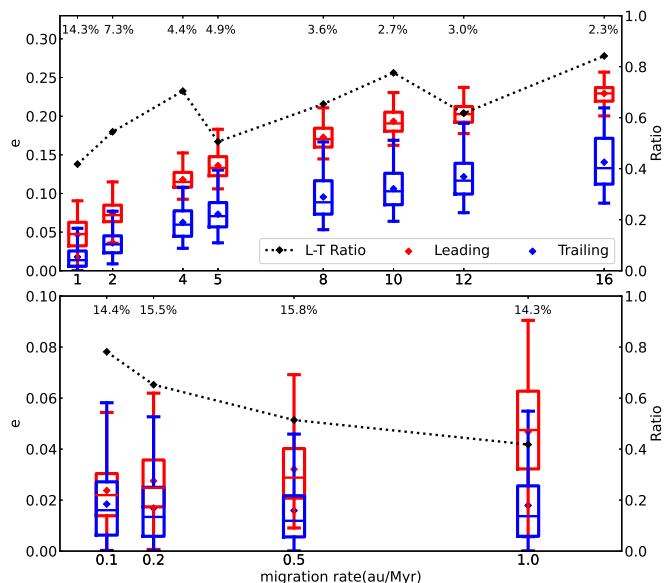 14.3% 7.3% 4.4% 4.9% 3.6% 2.7% 3.0% 2.3%
0.30 0.25 0.20 0.15 0.10 0.05 0.00
e
1.0 0.8 0.6 0.4 0.2 0.0
Ratio
L-T Ratio Leading Trailing
1 2 4 5 8 10 12 16
14.4% 15.5% 15.8% 14.3%
0.10 0.08 0.06 0.04 0.02 0.00
e
1.0 0.8 0.6 0.4 0.2 0.0
Ratio
0.1 0.2 0.5 1.0
migration rate(au/Myr)